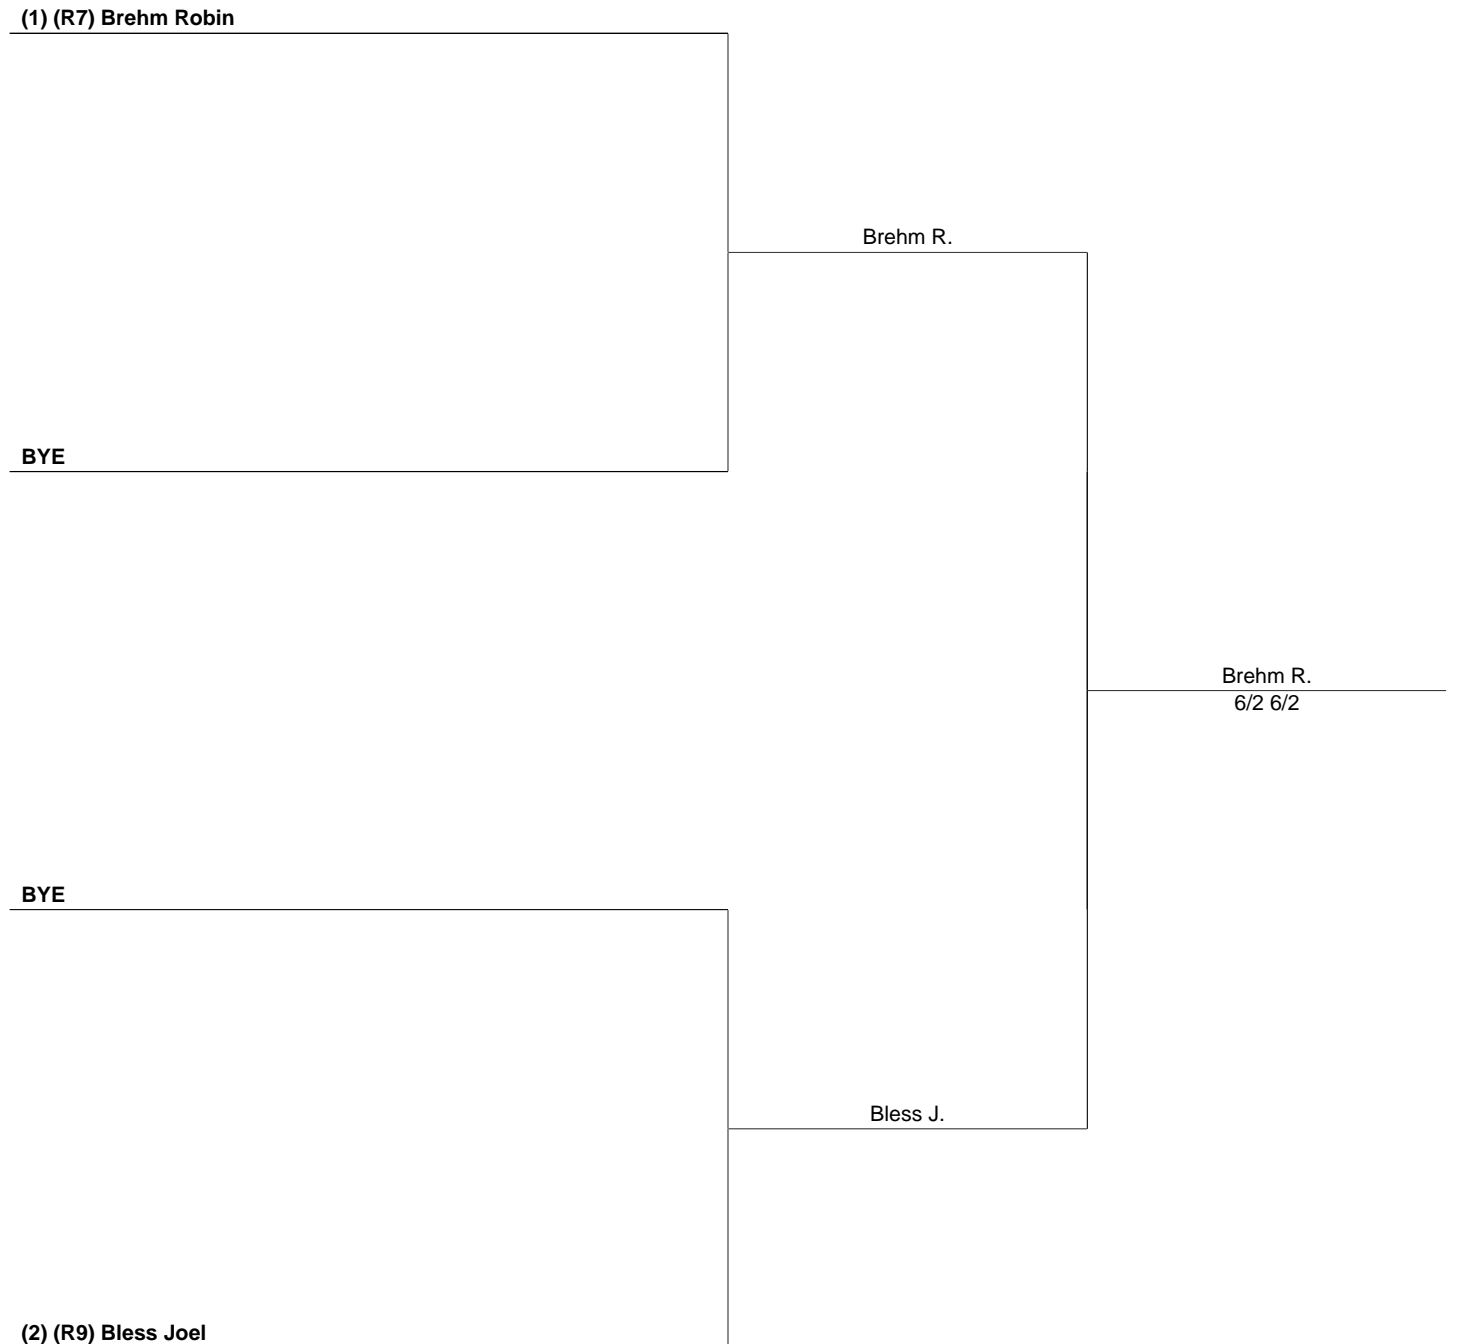 (1) (R7) Brehm Robin
Brehm R.
BYE
Brehm R.
6/2 6/2
BYE
Bless J.
(2) (R9) Bless Joel